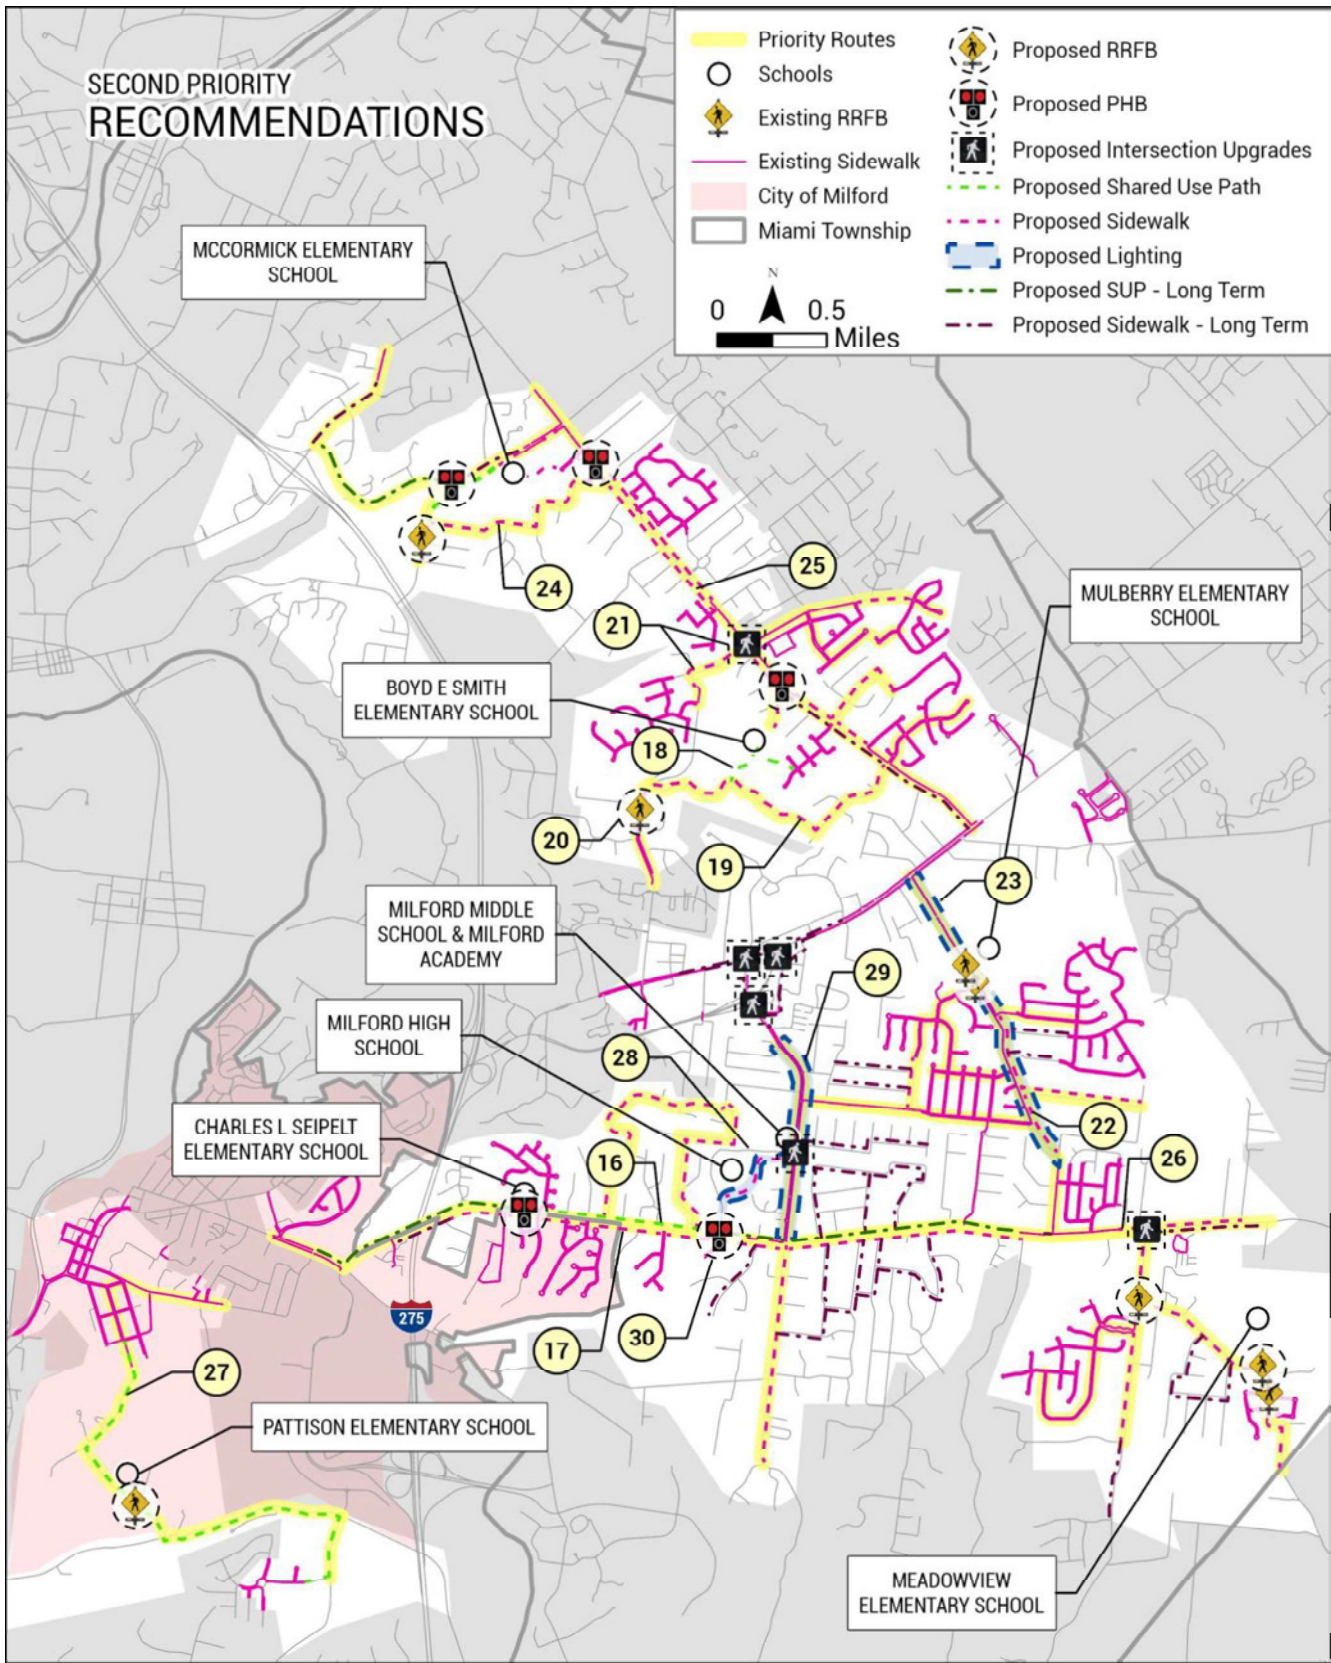 SECOND PRIORITY
RECOMMENDATIONS
Priority Routes
Schools
Existing RRFB
Existing Sidewalk
City of Milford
Miami Township
Proposed RRFB
Proposed PHB
Proposed Intersection Upgrades
Proposed Shared Use Path
Proposed Sidewalk
Proposed Lighting
Proposed SUP - Long Term
Proposed Sidewalk - Long Term
N
0 0.5
Miles
MCCORMICK ELEMENTARY
SCHOOL
24
25
21
MULBERRY ELEMENTARY
SCHOOL
BOYD E SMITH
ELEMENTARY SCHOOL
18
20
19
23
MILFORD MIDDLE
SCHOOL & MILFORD
ACADEMY
29
MILFORD HIGH
SCHOOL
28
CHARLES L SEIPELT
ELEMENTARY SCHOOL
16
22
26
275
17
30
27
PATTISON ELEMENTARY SCHOOL
MEADOWVIEW
ELEMENTARY SCHOOL